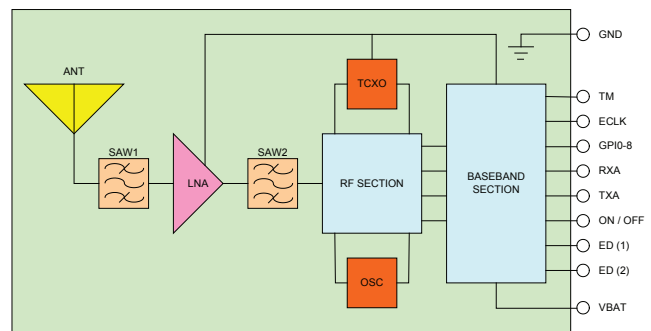 GND
ANT
TCXO
TM
ECLK
SAW1
SAW2
GPI0-8
LNA
RF SECTION
BASEBAND
SECTION
RXA
TXA
ON / OFF
ED (1)
OSC
ED (2)
VBAT